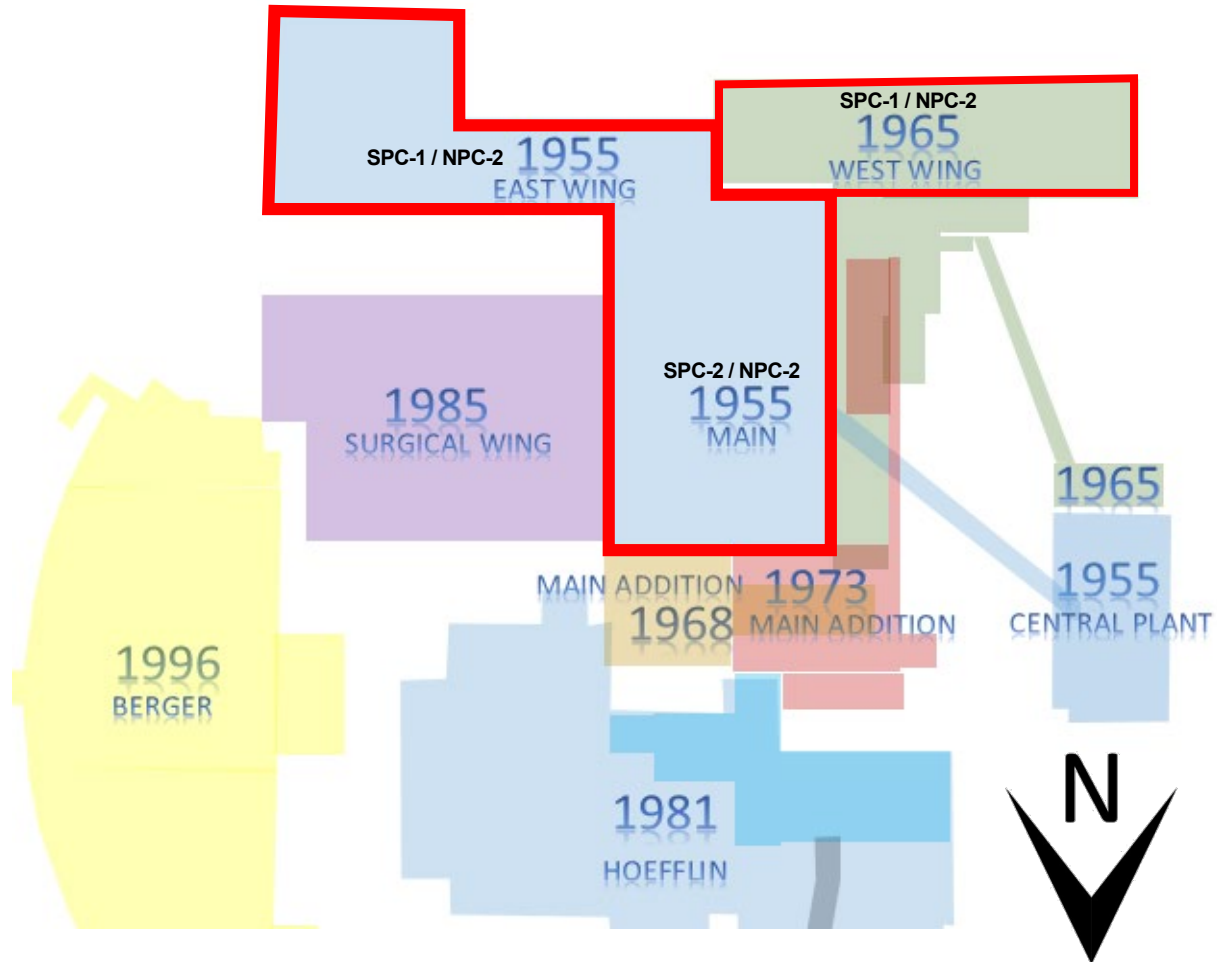 SPC-1 / NPC-2
1965
WEST WING
SPC-1 / NPC-2 1955
EAST WING
SPC-2 / NPC-2
1955
MAIN
1985
SURGICAL WING
1965
1955
CENTRAL PLANT
MAIN ADDITION
1968
1973
MAIN ADDITION
1996
BERGER
1981
HOEFFLIN
N